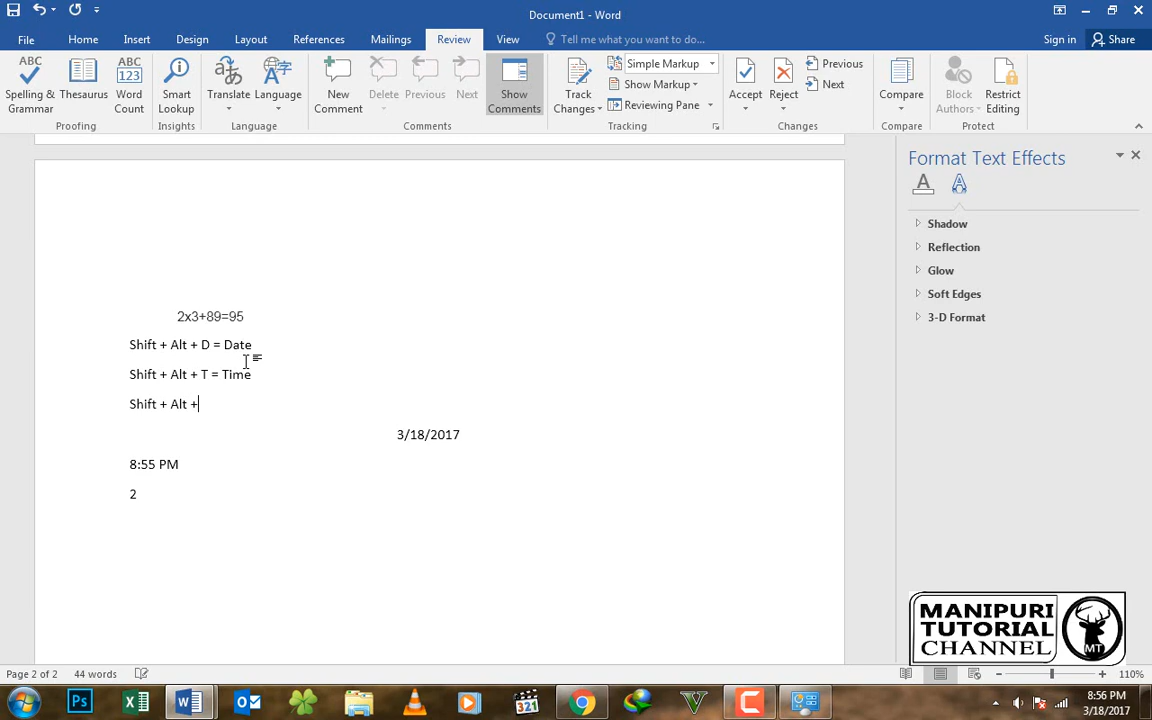 Document1 - Word
File Home Insert Design Layout References Mailings Review View Tell me what you want to do... Sign in Share
Spelling & Grammar
Thesaurus
Word Count
Smart Lookup
Translate
Language
New Comment
Delete
Previous
Next
Show Comments
Track Changes
Simple Markup
Show Markup
Reviewing Pane
Accept
Reject
Previous
Next
Compare
Block Authors
Restrict Editing
Proofing Insights Language Comments Tracking Changes Compare Protect
Format Text Effects
Shadow
Reflection
Glow
Soft Edges
3-D Format
2x3+89=95
Shift + Alt + D = Date
Shift + Alt + T = Time
Shift + Alt +
3/18/2017
8:55 PM
2
MANIPURI
TUTORIAL
CHANNEL
MT
Page 2 of 2 44 words 110%
8:56 PM
3/18/2017